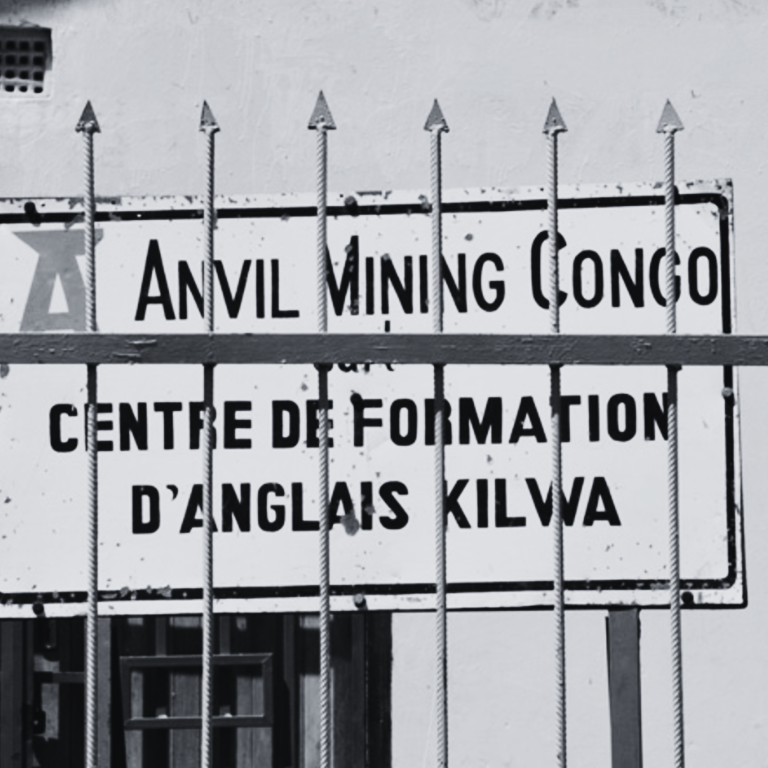 ANVIL MINING CONGO
CENTRE DE FORMATION
D'ANGLAIS KILWA